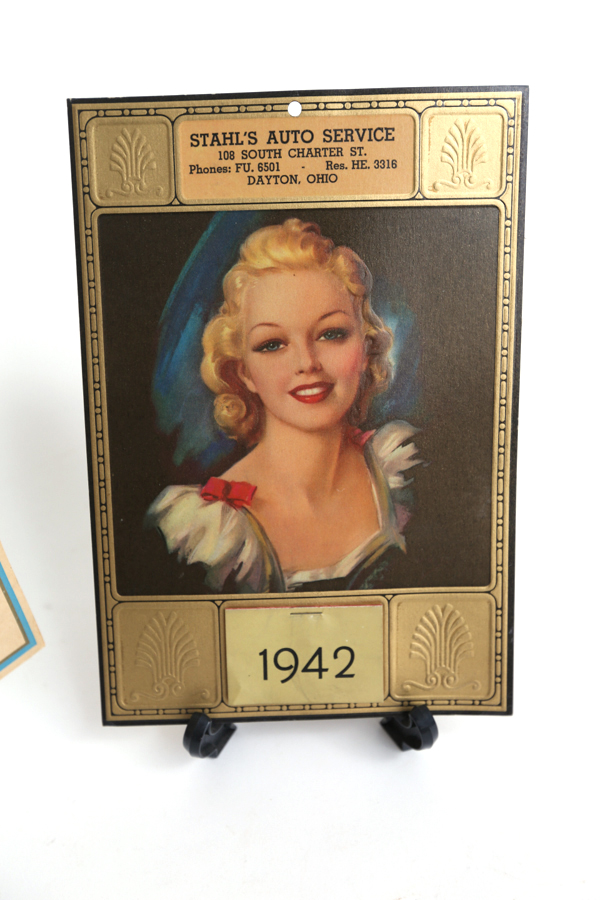 STAHL'S AUTO SERVICE
108 SOUTH CHARTER ST.
Phones: FU. 6501 - Res. HE. 3316
DAYTON, OHIO
1942